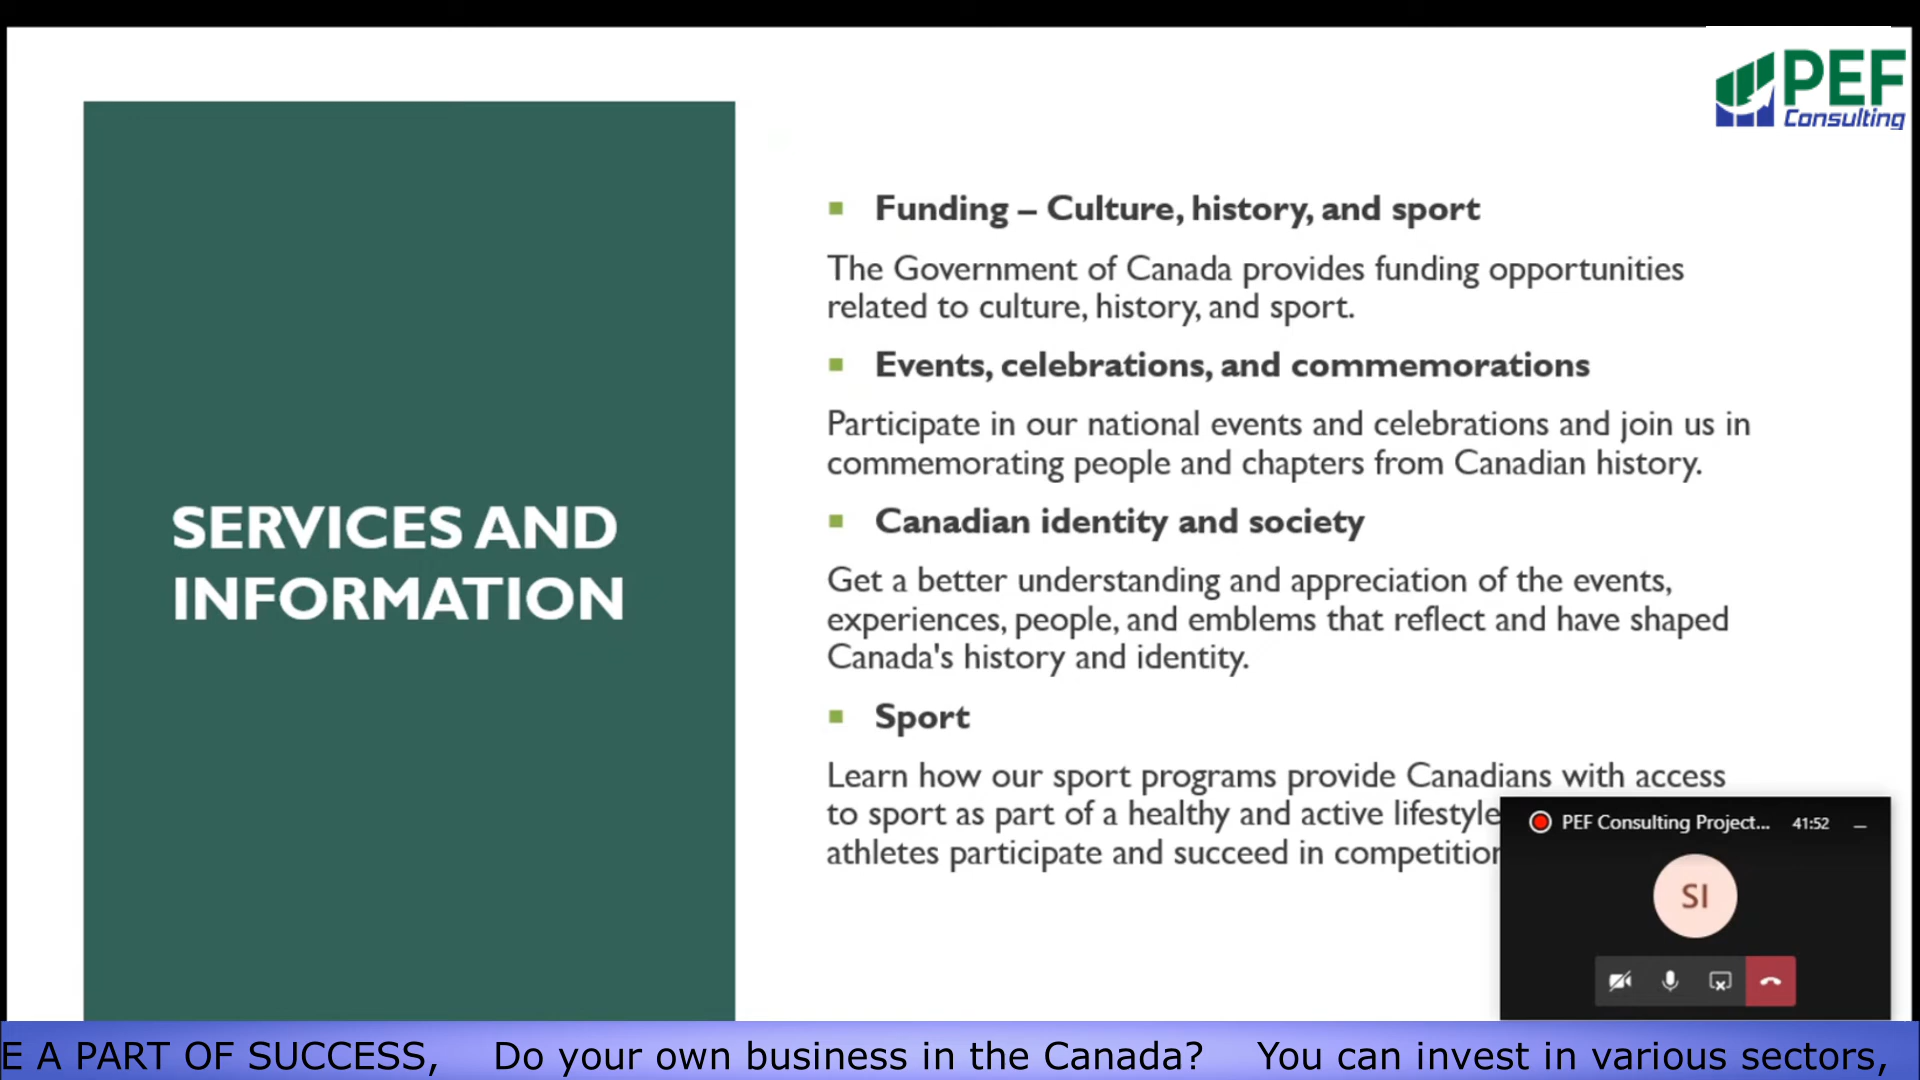 PEF
Consulting
SERVICES AND
INFORMATION
▪ Funding – Culture, history, and sport
The Government of Canada provides funding opportunities
related to culture, history, and sport.
▪ Events, celebrations, and commemorations
Participate in our national events and celebrations and join us in
commemorating people and chapters from Canadian history.
▪ Canadian identity and society
Get a better understanding and appreciation of the events,
experiences, people, and emblems that reflect and have shaped
Canada's history and identity.
▪ Sport
Learn how our sport programs provide Canadians with access
to sport as part of a healthy and active lifestyle
athletes participate and succeed in
PEF Consulting Project... 41:52
SI
E A PART OF SUCCESS, Do your own business in the Canada? You can invest in various sectors,